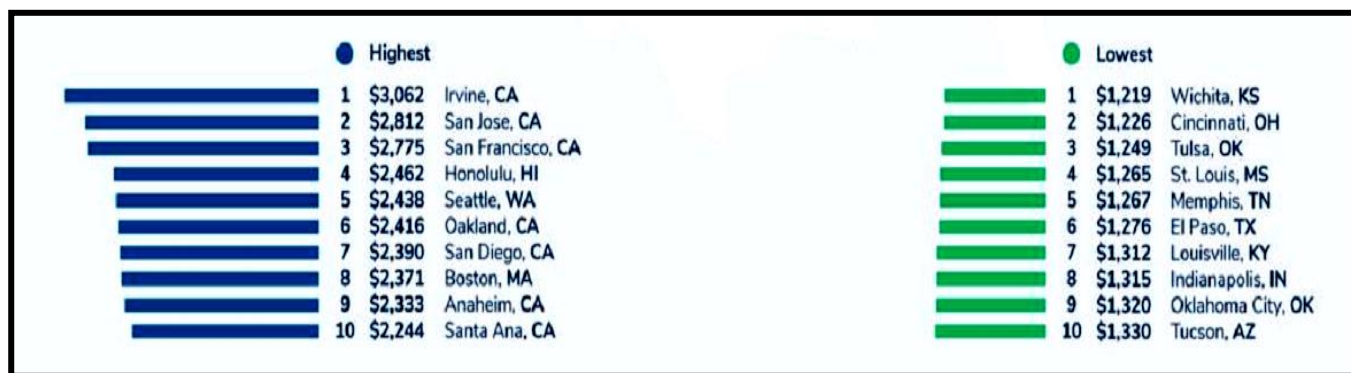 Highest
1 $3,062 Irvine, CA
2 $2,812 San Jose, CA
3 $2,775 San Francisco, CA
4 $2,462 Honolulu, HI
5 $2,438 Seattle, WA
6 $2,416 Oakland, CA
7 $2,390 San Diego, CA
8 $2,371 Boston, MA
9 $2,333 Anaheim, CA
10 $2,244 Santa Ana, CA
Lowest
1 $1,219 Wichita, KS
2 $1,226 Cincinnati, OH
3 $1,249 Tulsa, OK
4 $1,265 St. Louis, MS
5 $1,267 Memphis, TN
6 $1,276 El Paso, TX
7 $1,312 Louisville, KY
8 $1,315 Indianapolis, IN
9 $1,320 Oklahoma City, OK
10 $1,330 Tucson, AZ